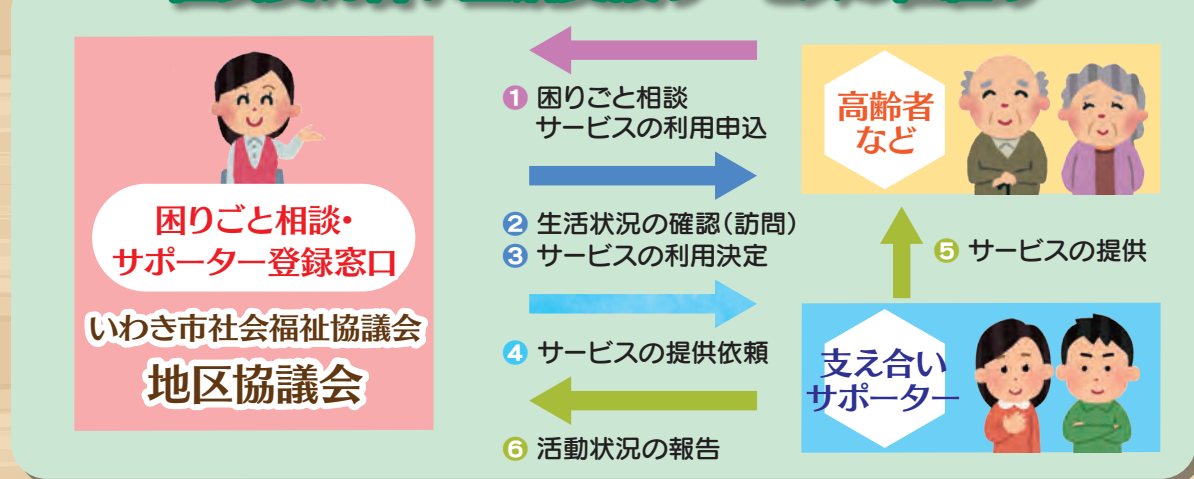 困りごと相談・
サポーター登録窓口
いわき市社会福祉協議会
地区協議会
❶ 困りごと相談
サービスの利用申込
❷ 生活状況の確認(訪問)
❸ サービスの利用決定
❹ サービスの提供依頼
❻ 活動状況の報告
高齢者
など
❺ サービスの提供
支え合い
サポーター